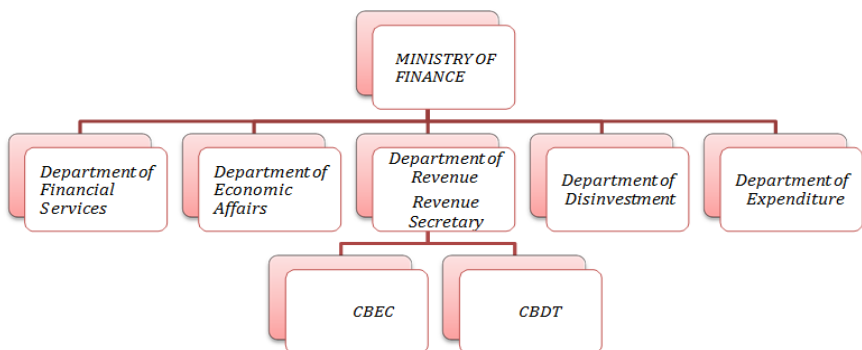 MINISTRY OF
FINANCE
Department of
Financial
Services
Department of
Economic
Affairs
Department of
Revenue
Revenue
Secretary
Department of
Disinvestment
Department of
Expenditure
CBEC
CBDT